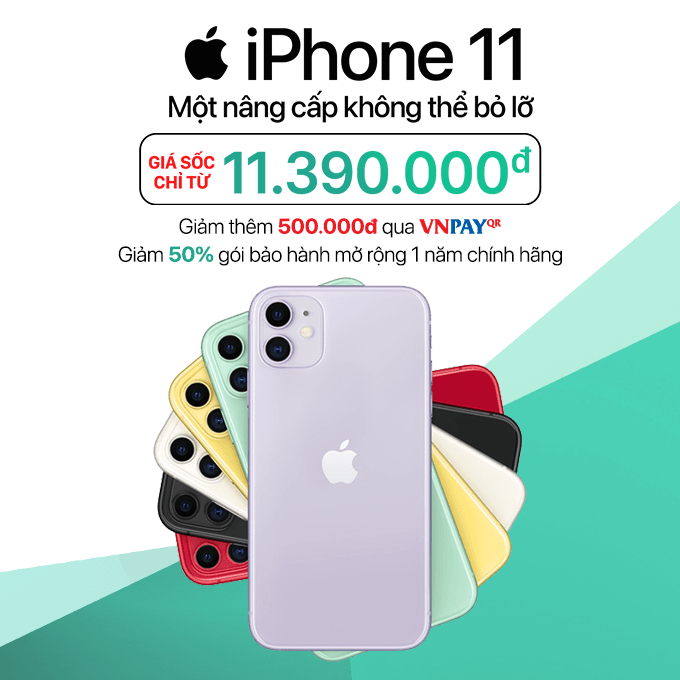 iPhone 11
Một nâng cấp không thể bỏ lỡ
GIÁ SỐC
CHỈ TỪ
11.390.000đ
Giảm thêm 500.000đ qua VNPAYQR
Giảm 50% gói bảo hành mở rộng 1 năm chính hãng